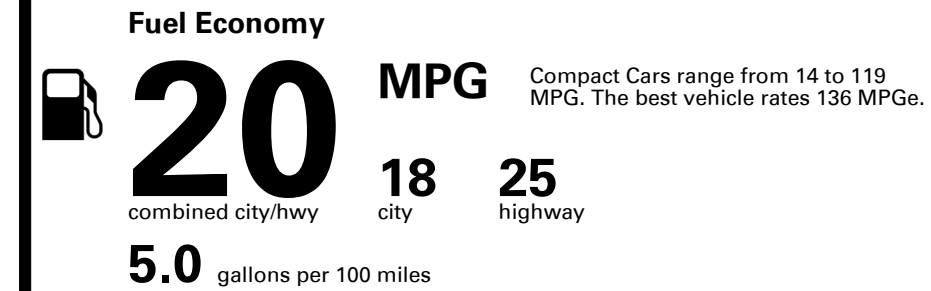 Fuel Economy
20 MPG
Compact Cars range from 14 to 119
MPG. The best vehicle rates 136 MPGe.
18 25
combined city/hwy city highway
5.0 gallons per 100 miles